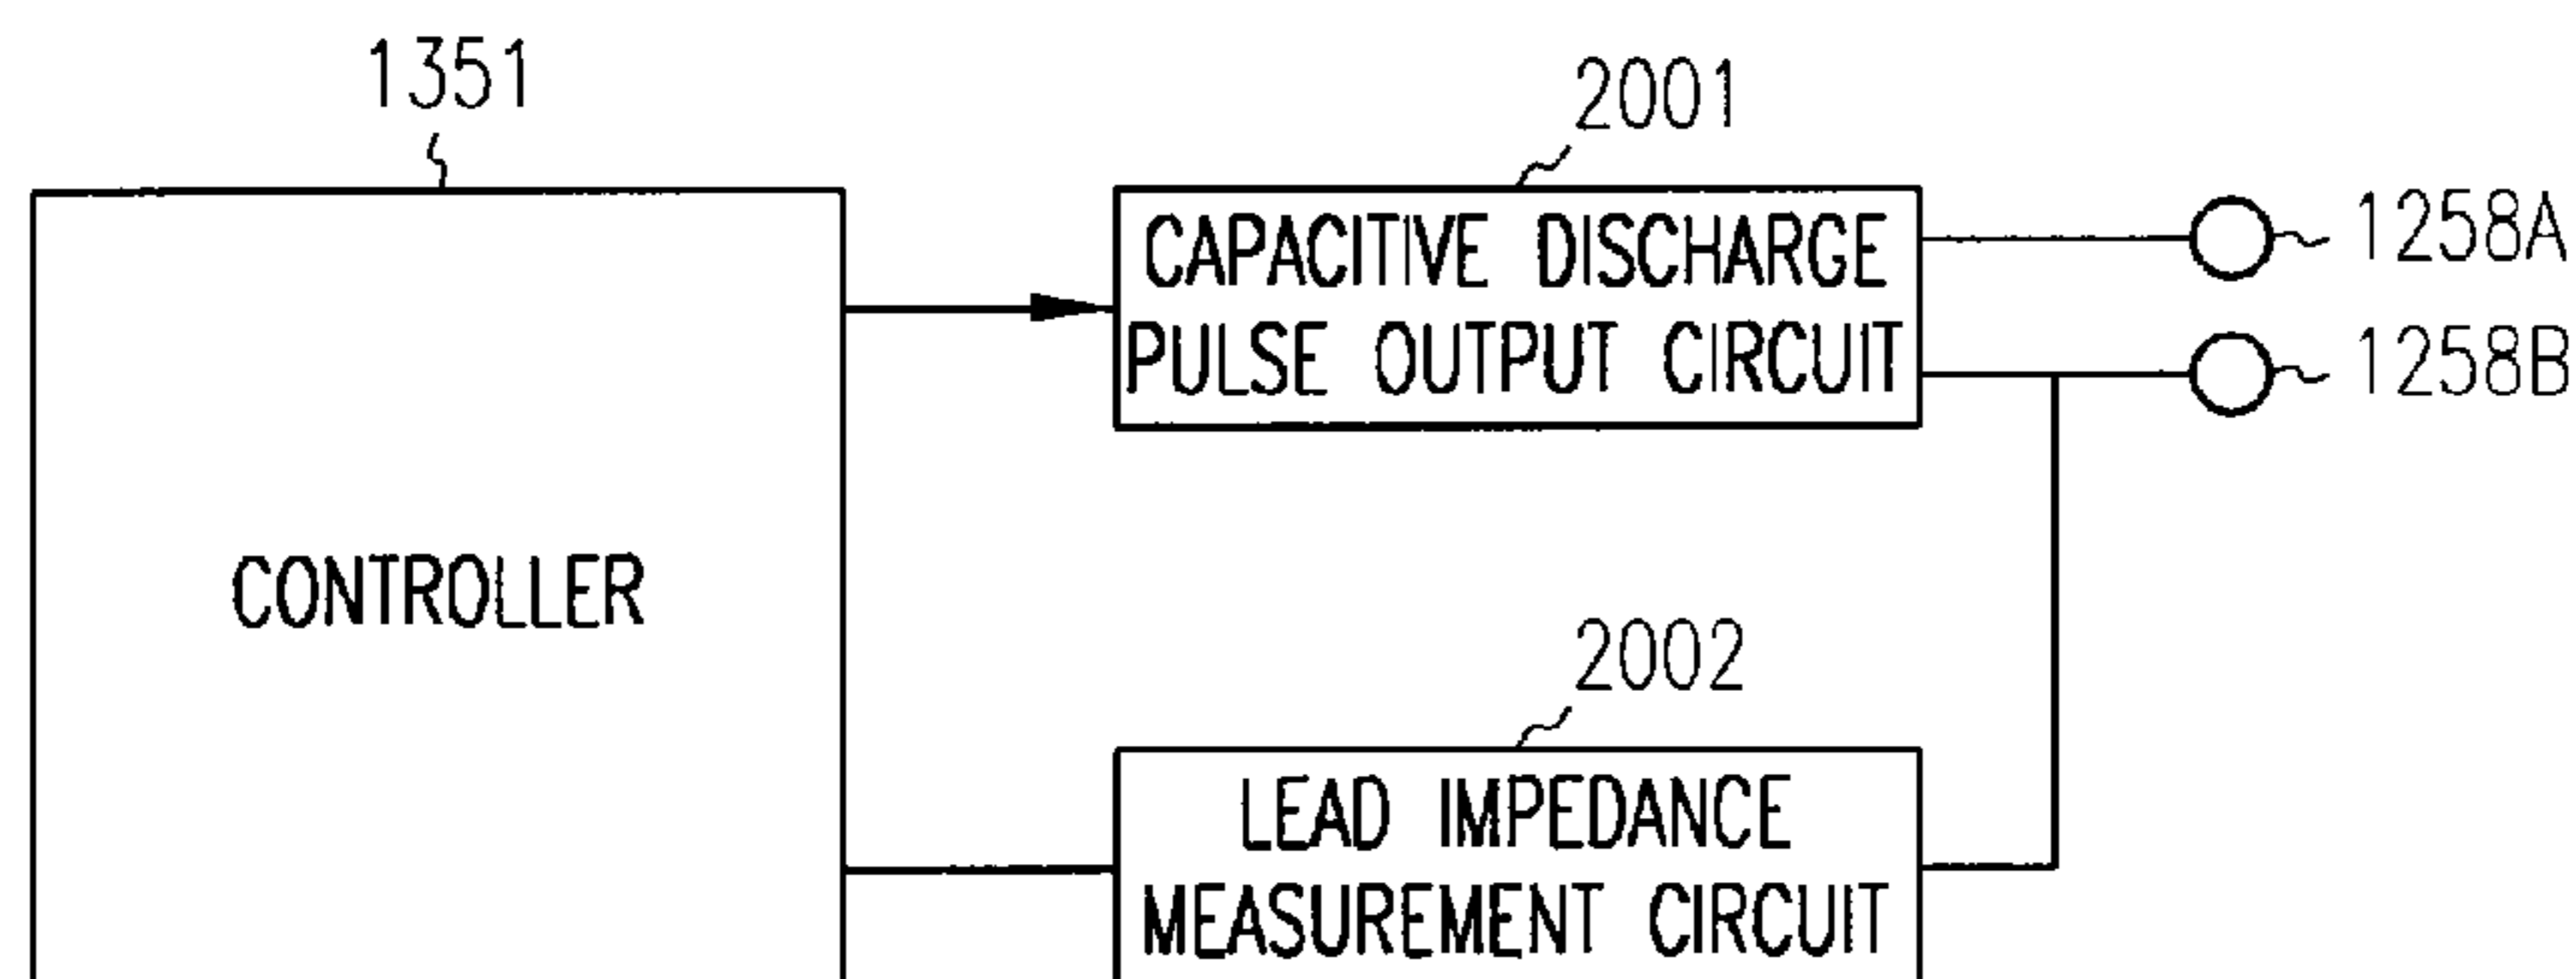 1351
2001
CAPACITIVE DISCHARGE
PULSE OUTPUT CIRCUIT
1258A
1258B
CONTROLLER
2002
LEAD IMPEDANCE
MEASUREMENT CIRCUIT